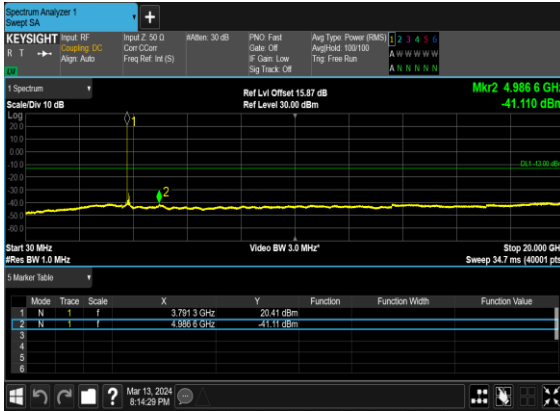 Spectrum Analyzer 1
Swept SA
+
KEYSIGHT Input: RF Input Z: 50 Ω #Atten: 30 dB PNO: Fast Avg Type: Power (RMS) 1 2 3 4 5 6
R T Coupling: DC Corr CCorr Gate: Off Avg|Hold: 100/100 A W W W W W
Align: Auto Freq Ref: Int (S) IF Gain: Low Trig: Free Run
Sig Track: Off A N N N N N
1 Spectrum Ref Lvl Offset 15.87 dB Mkr2 4.986 6 GHz
Scale/Div 10 dB Ref Level 30.00 dBm -41.110 dBm
Log
20.0
10.0
0.00
-10.0
-20.0
-30.0
-40.0
-50.0
-60.0
1
2
DL1 -13.00 dBm
Start 30 MHz Video BW 3.0 MHz* Stop 20.000 GH
#Res BW 1.0 MHz Sweep 34.7 ms (40001 pts
5 Marker Table
Mode Trace Scale X Y Function Function Width Function Value
1 N 1 f 3.791 3 GHz 20.41 dBm
2 N 1 f 4.986 6 GHz -41.11 dBm
3
4
5
6
? Mar 13, 2024
8:14:29 PM